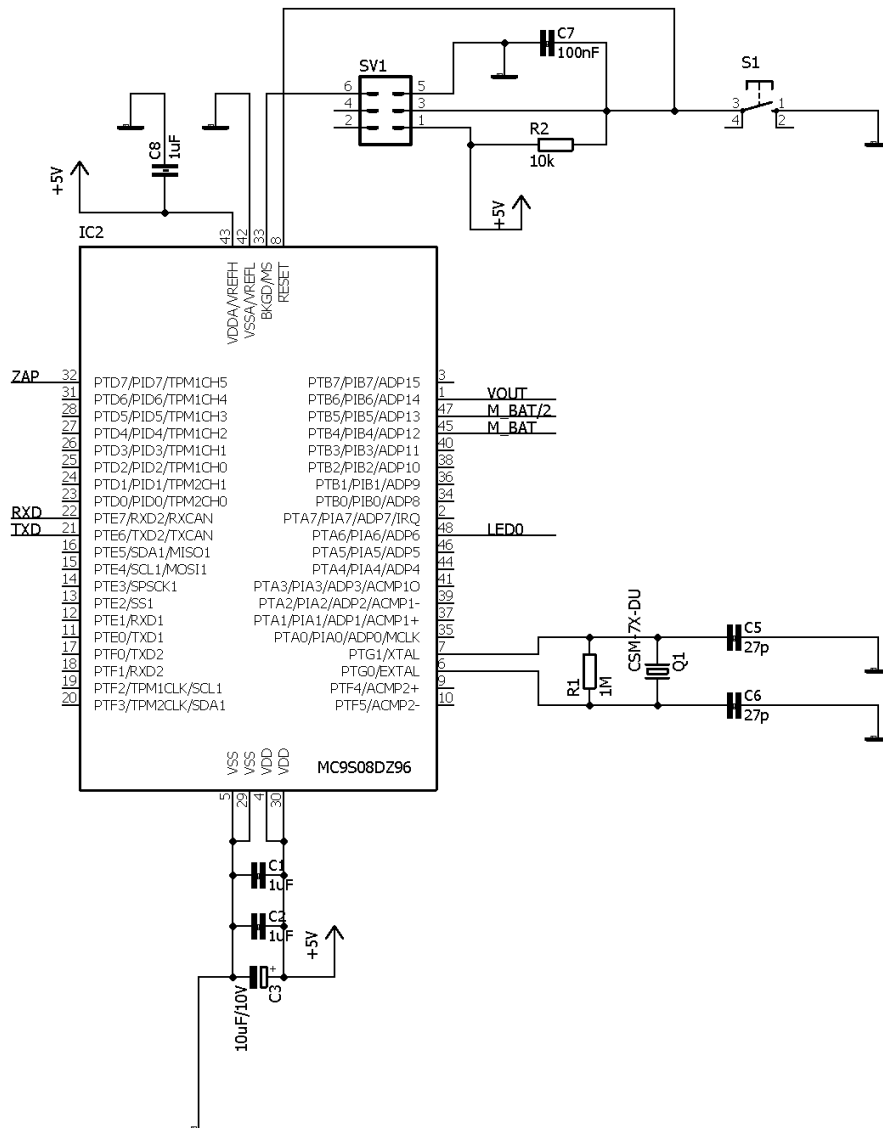 C7
100nF
S1
SV1
6 5
4 3
2 1
3 1
4 2
R2
10k
+5V
C8
1uF
+5V
IC2
43 42 33 8
VDDA/VREFH
VSSA/VREFL
BKGD/MS
RESET
ZAP 32 PTD7/PID7/TPM1CH5 PTB7/PIB7/ADP15 3
31 PTD6/PID6/TPM1CH4 PTB6/PIB6/ADP14 1 VOUT
28 PTD5/PID5/TPM1CH3 PTB5/PIB5/ADP13 47 M_BAT/2
27 PTD4/PID4/TPM1CH2 PTB4/PIB4/ADP12 45 M_BAT
26 PTD3/PID3/TPM1CH1 PTB3/PIB3/ADP11 40
25 PTD2/PID2/TPM1CH0 PTB2/PIB2/ADP10 38
24 PTD1/PID1/TPM2CH1 PTB1/PIB1/ADP9 36
23 PTD0/PID0/TPM2CH0 PTB0/PIB0/ADP8 34
RXD 22 PTE7/RXD2/RXCAN PTA7/PIA7/ADP7/IRQ 2
TXD 21 PTE6/TXD2/TXCAN PTA6/PIA6/ADP6 48 LED0
16 PTE5/SDA1/MISO1 PTA5/PIA5/ADP5 46
15 PTE4/SCL1/MOSI1 PTA4/PIA4/ADP4 44
14 PTE3/SPSCK1 PTA3/PIA3/ADP3/ACMP1O 41
13 PTE2/SS1 PTA2/PIA2/ADP2/ACMP1- 39
12 PTE1/RXD1 PTA1/PIA1/ADP1/ACMP1+ 37
11 PTE0/TXD1 PTA0/PIA0/ADP0/MCLK 35
17 PTF0/TXD2 PTG1/XTAL 7
18 PTF1/RXD2 PTG0/EXTAL 6
19 PTF2/TPM1CLK/SCL1 PTF4/ACMP2+ 9
20 PTF3/TPM2CLK/SDA1 PTF5/ACMP2- 10
CSM-7X-DU
Q1
R1
1M
C5
27p
C6
27p
VSS VSS VDD VDD
MC9S08DZ96
5 29 4 30
C1
1uF
C2
1uF
+5V
+
C3
10uF/10V